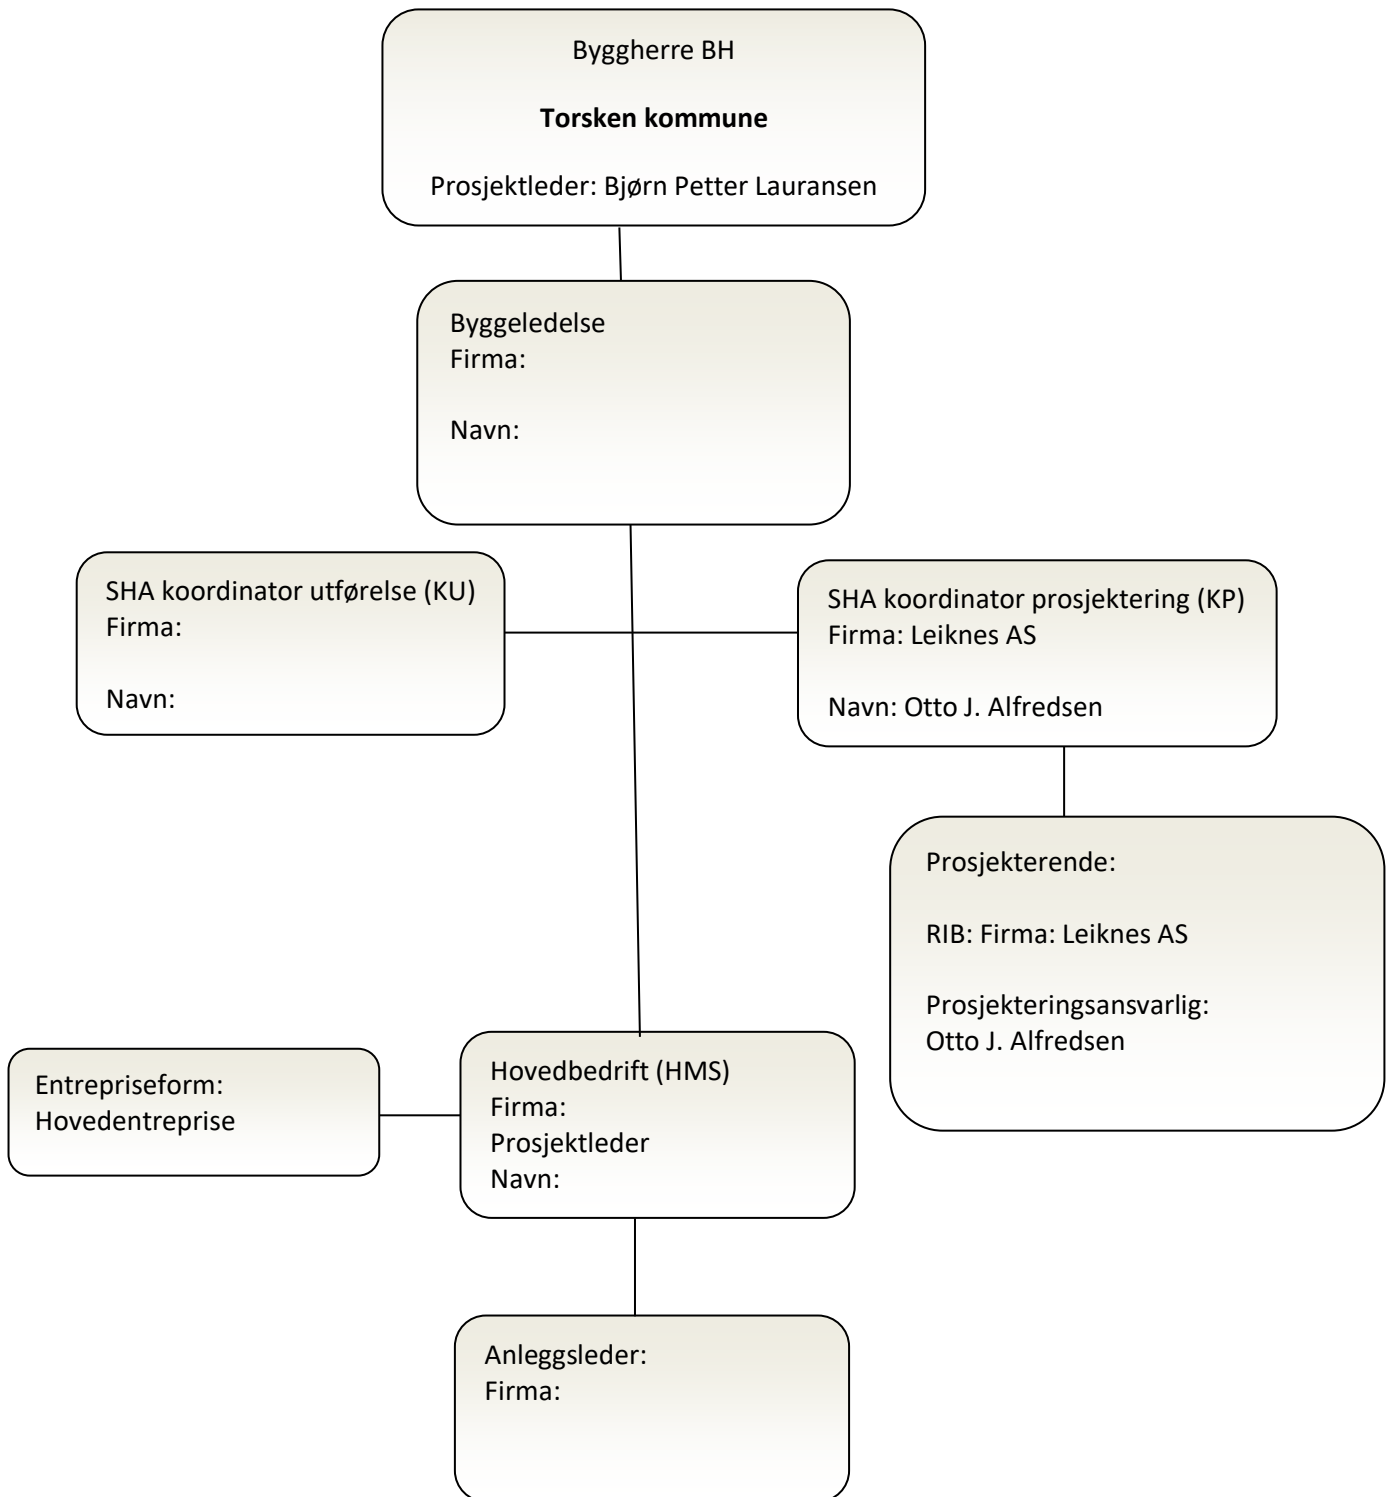 Byggherre BH
Torsken kommune
Prosjektleder: Bjørn Petter Lauransen
Byggeledelse
Firma:
Navn:
SHA koordinator utførelse (KU)
Firma:
Navn:
SHA koordinator prosjektering (KP)
Firma: Leiknes AS
Navn: Otto J. Alfredsen
Prosjekterende:
RIB: Firma: Leiknes AS
Prosjekteringsansvarlig:
Otto J. Alfredsen
Entrepriseform:
Hovedentreprise
Hovedbedrift (HMS)
Firma:
Prosjektleder
Navn:
Anleggsleder:
Firma: